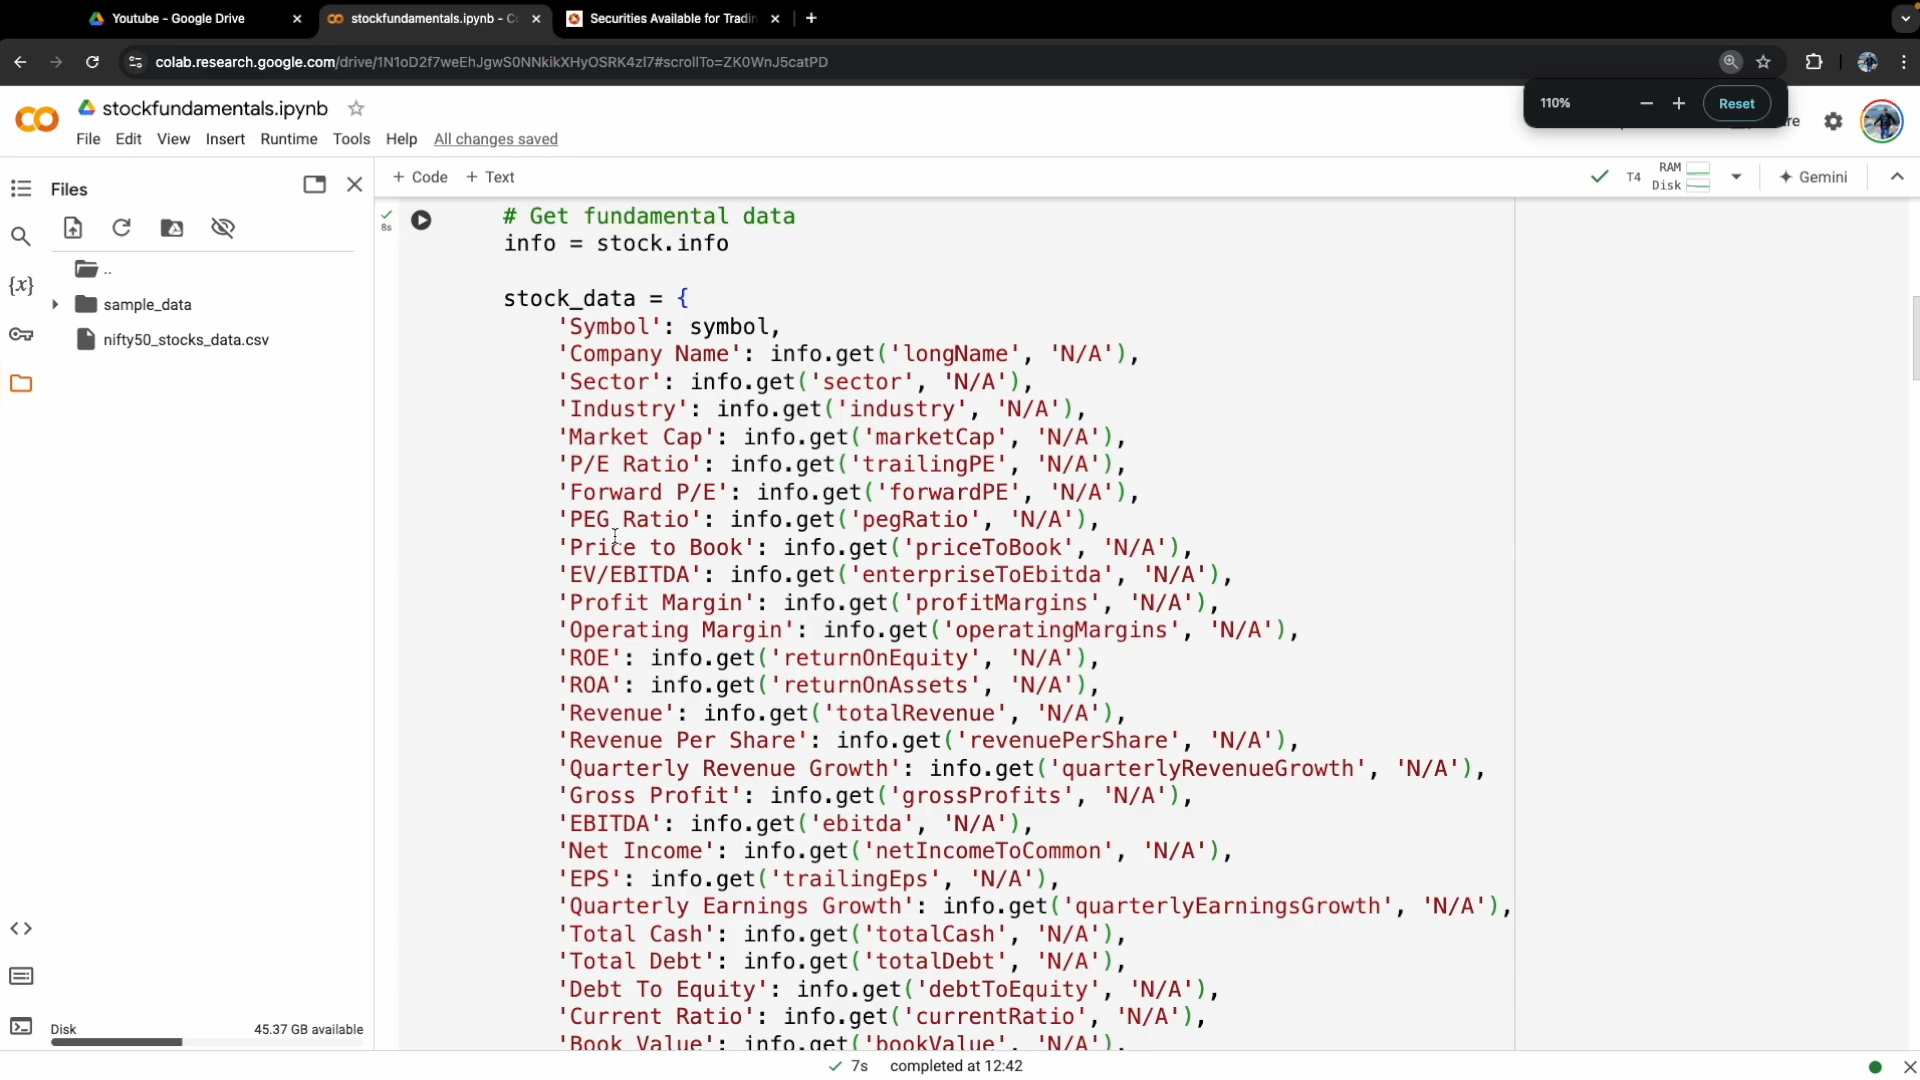 Youtube - Google Drive
stockfundamentals.ipynb - C
Securities Available for Tradin
colab.research.google.com/drive/1N1oD2f7weEhJgwS0NNkikXHyOSRK4zI7#scrollTo=ZK0WnJ5catPD
110%
Reset
stockfundamentals.ipynb
File Edit View Insert Runtime Tools Help All changes saved
Files
+ Code + Text
T4
RAM
Disk
Gemini
..
sample_data
nifty50_stocks_data.csv
8s
# Get fundamental data
info = stock.info
stock_data = {
'Symbol': symbol,
'Company Name': info.get('longName', 'N/A'),
'Sector': info.get('sector', 'N/A'),
'Industry': info.get('industry', 'N/A'),
'Market Cap': info.get('marketCap', 'N/A'),
'P/E Ratio': info.get('trailingPE', 'N/A'),
'Forward P/E': info.get('forwardPE', 'N/A'),
'PEG Ratio': info.get('pegRatio', 'N/A'),
'Price to Book': info.get('priceToBook', 'N/A'),
'EV/EBITDA': info.get('enterpriseToEbitda', 'N/A'),
'Profit Margin': info.get('profitMargins', 'N/A'),
'Operating Margin': info.get('operatingMargins', 'N/A'),
'ROE': info.get('returnOnEquity', 'N/A'),
'ROA': info.get('returnOnAssets', 'N/A'),
'Revenue': info.get('totalRevenue', 'N/A'),
'Revenue Per Share': info.get('revenuePerShare', 'N/A'),
'Quarterly Revenue Growth': info.get('quarterlyRevenueGrowth', 'N/A'),
'Gross Profit': info.get('grossProfits', 'N/A'),
'EBITDA': info.get('ebitda', 'N/A'),
'Net Income': info.get('netIncomeToCommon', 'N/A'),
'EPS': info.get('trailingEps', 'N/A'),
'Quarterly Earnings Growth': info.get('quarterlyEarningsGrowth', 'N/A'),
'Total Cash': info.get('totalCash', 'N/A'),
'Total Debt': info.get('totalDebt', 'N/A'),
'Debt To Equity': info.get('debtToEquity', 'N/A'),
'Current Ratio': info.get('currentRatio', 'N/A'),
'Book Value': info.get('bookValue', 'N/A'),
Disk
45.37 GB available
7s completed at 12:42